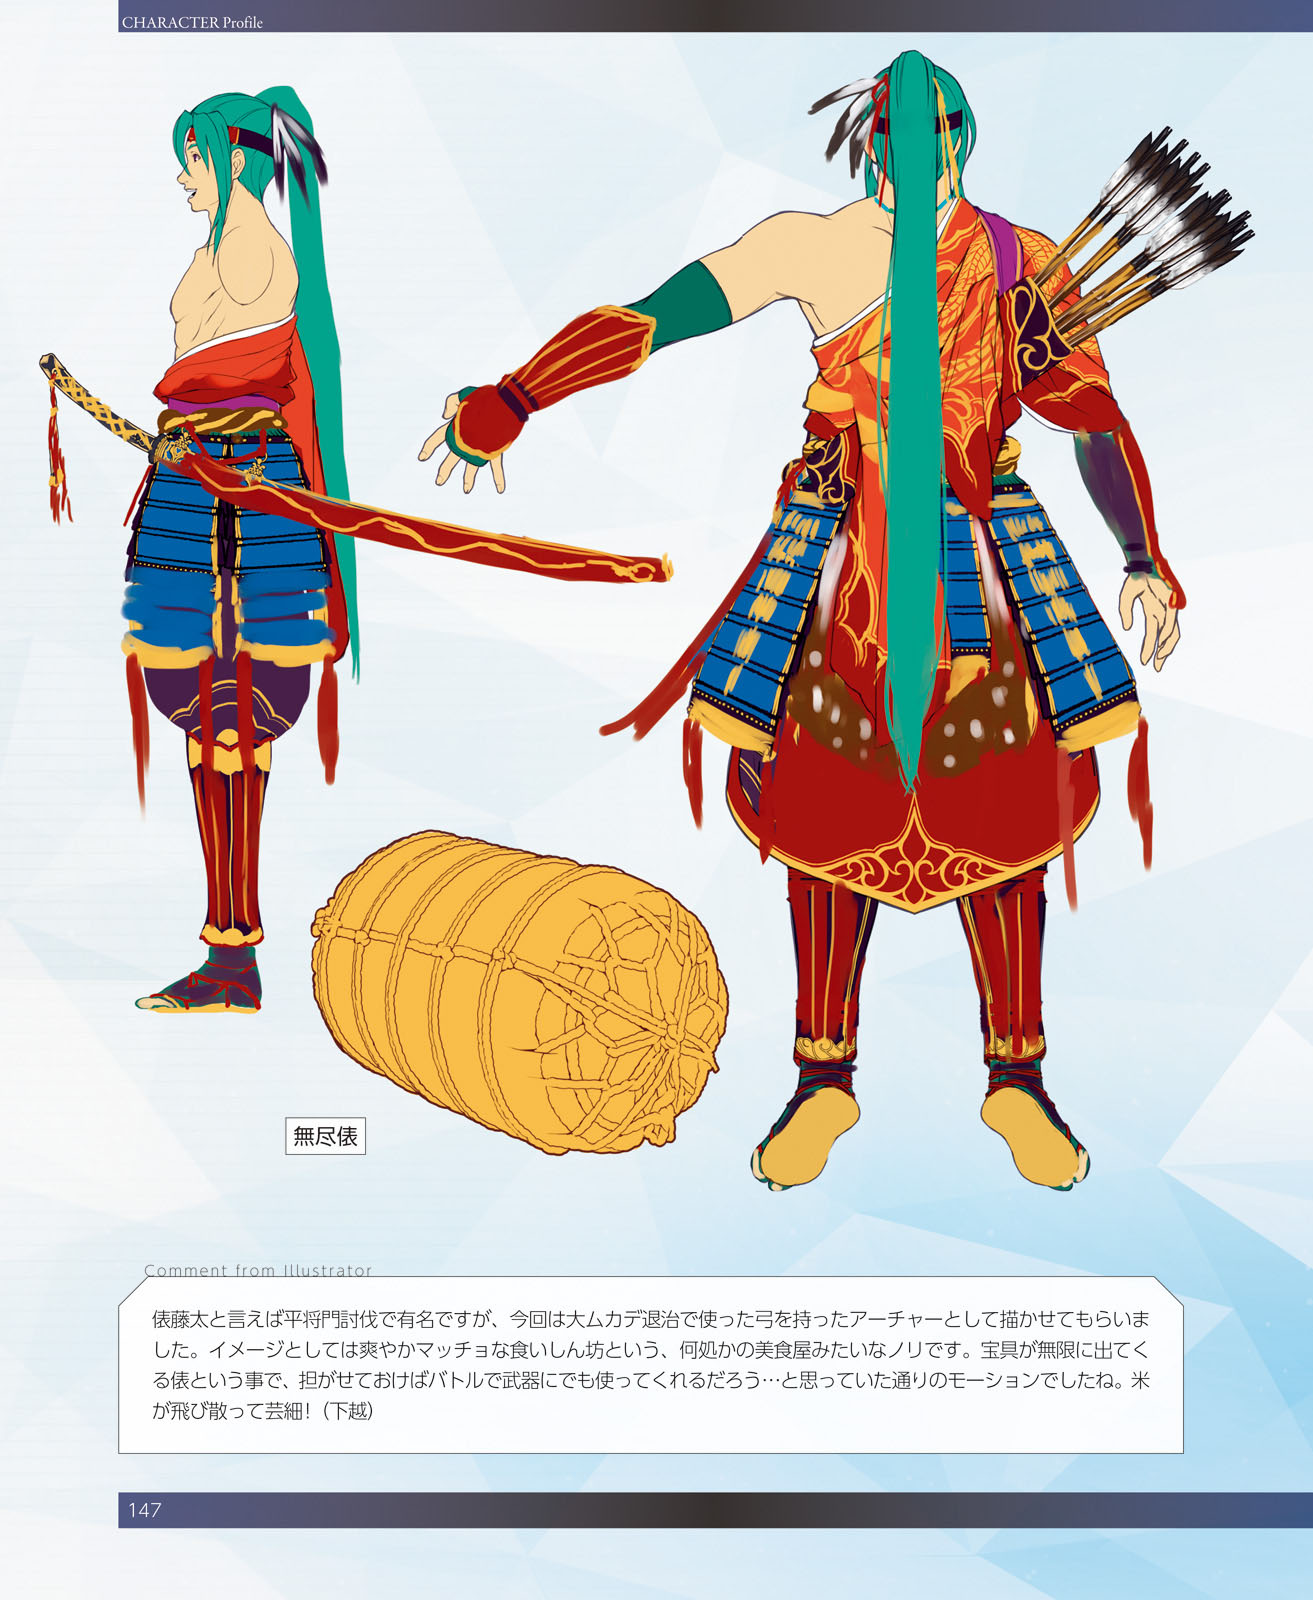 CHARACTER Profile
無尽俵
Comment from Illustrator
俵藤太と言えば平将門討伐で有名ですが、今回は大ムカデ退治で使った弓を持ったアーチャーとして描かせてもらいま
した。イメージとしては爽やかマッチョな食いしん坊という、何処かの美食屋みたいなノリです。宝具が無限に出てく
る俵という事で、担がせておけばバトルで武器にでも使ってくれるだろう…と思っていた通りのモーションでしたね。米
が飛び散って芸細！（下越）
147